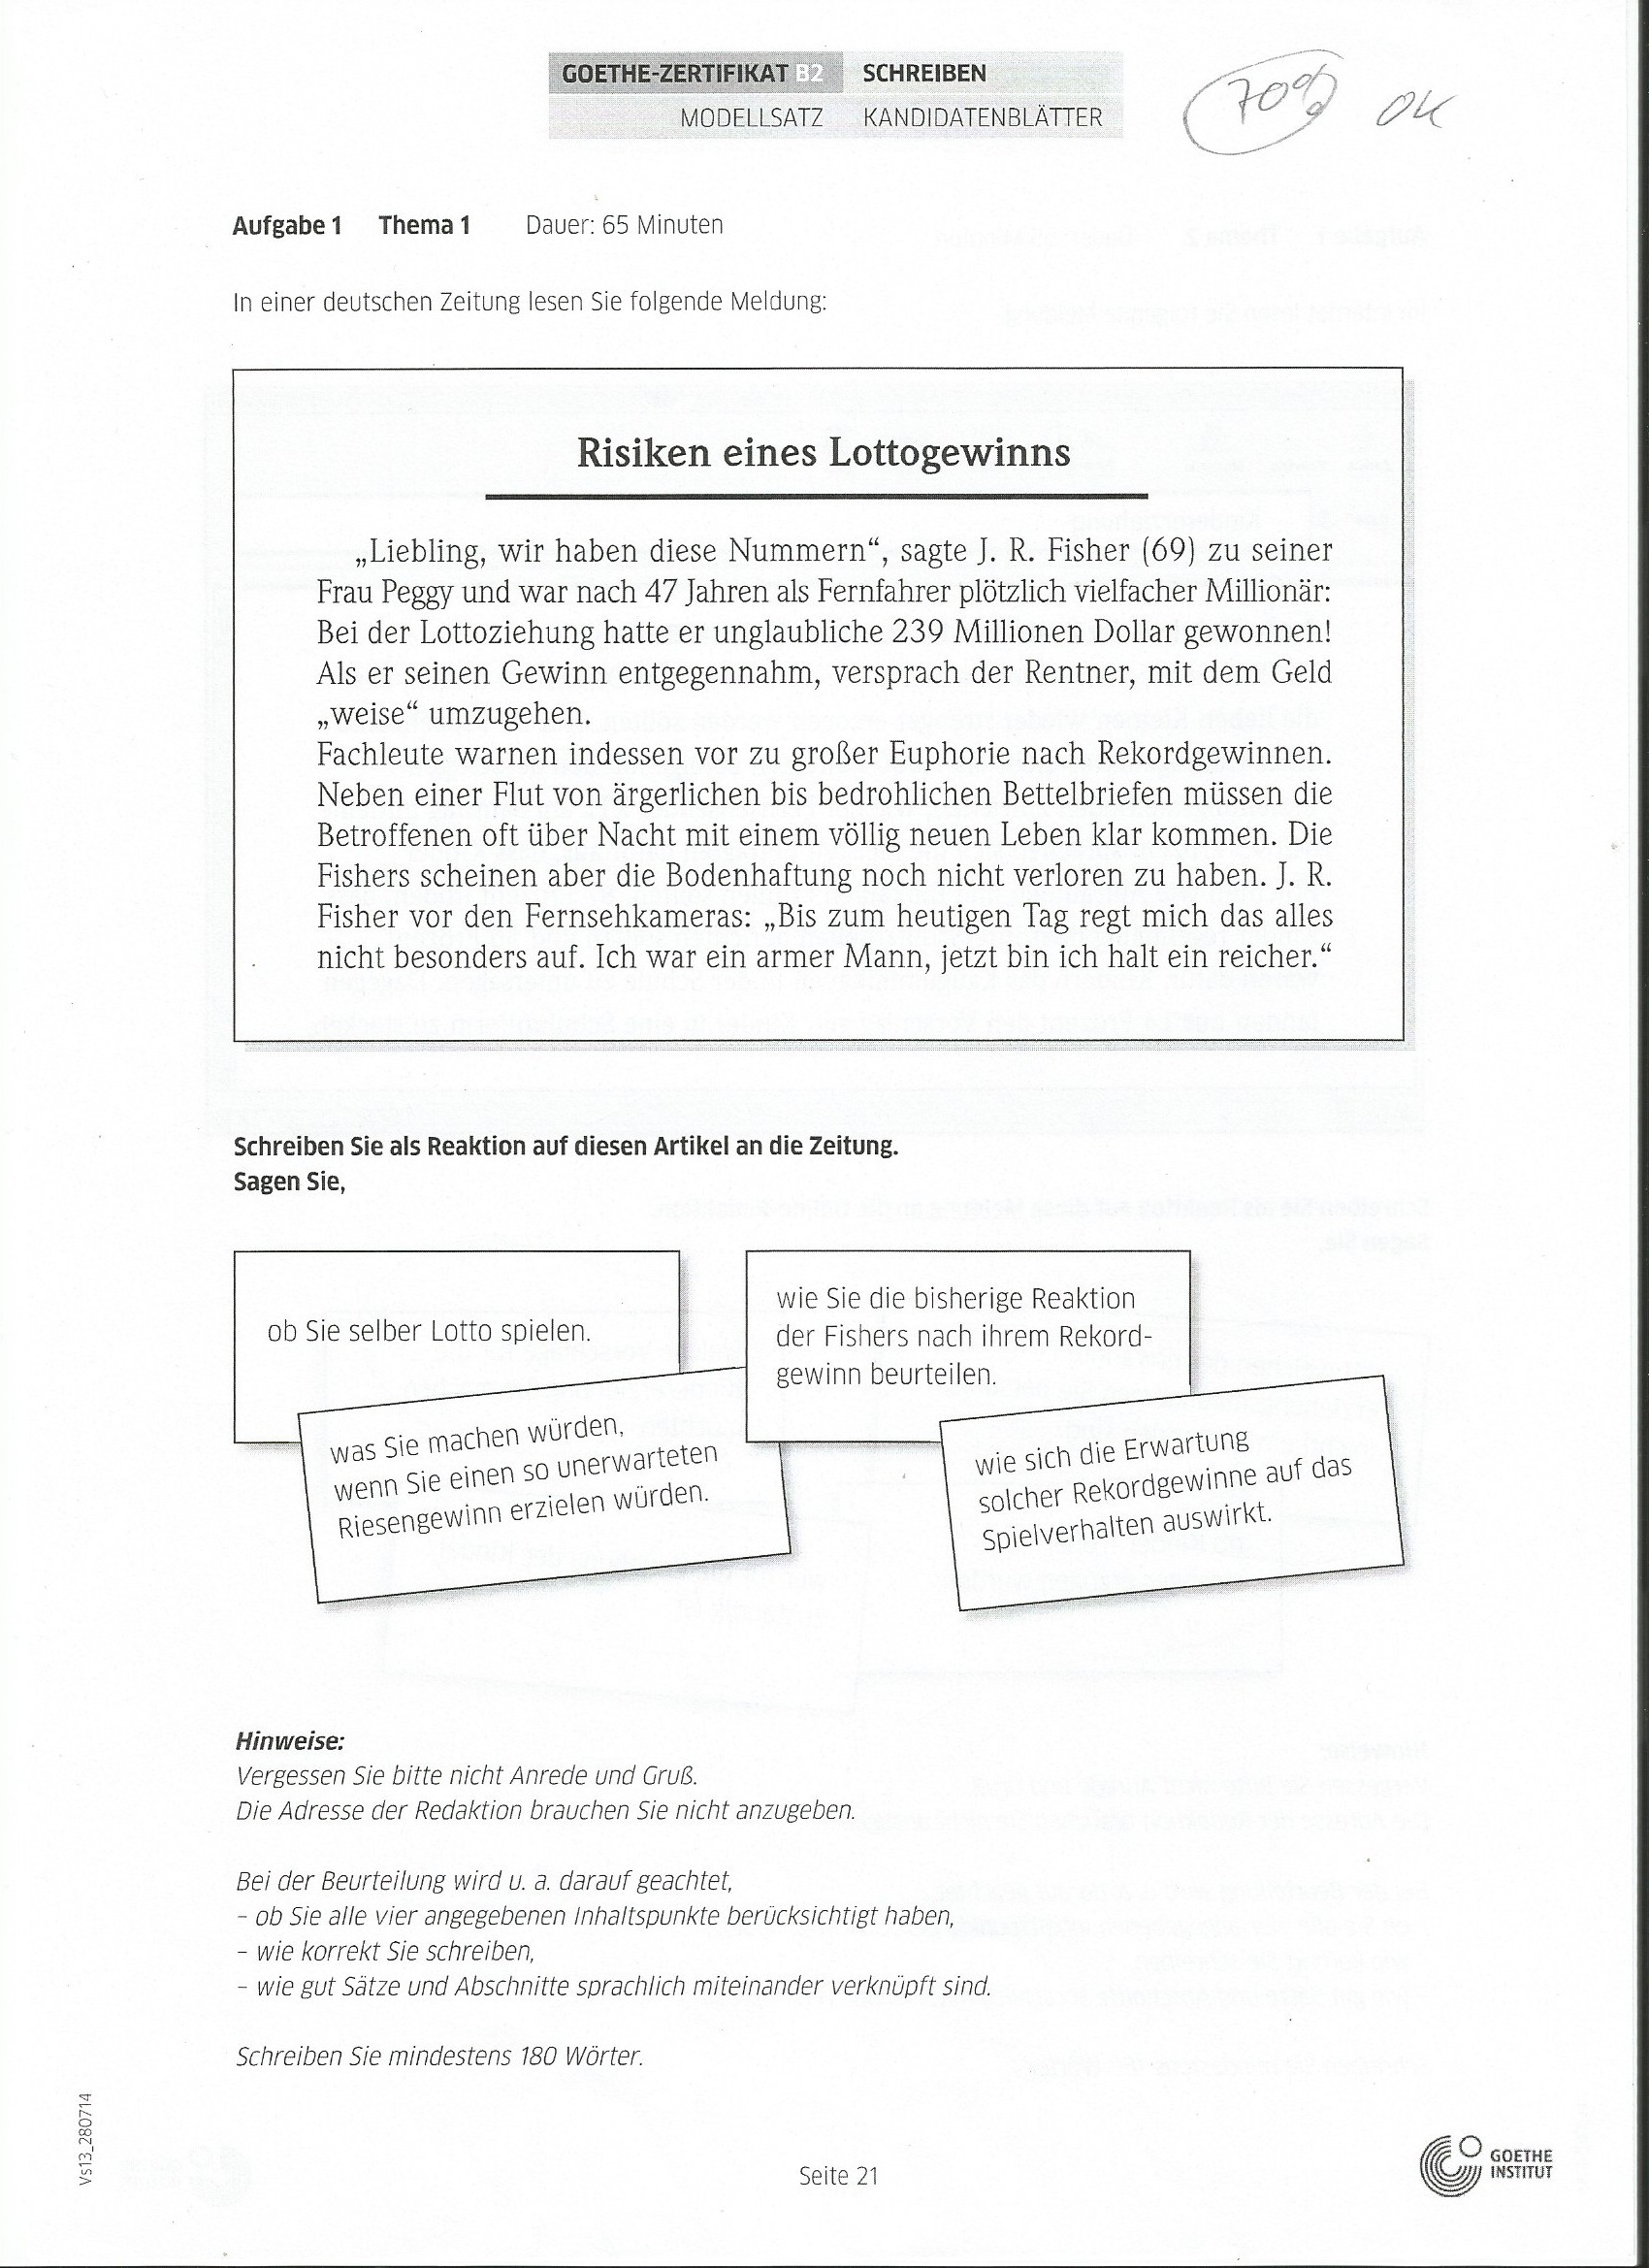 GOETHE-ZERTIFIKAT B2 SCHREIBEN
MODELLSATZ KANDIDATENBLÄTTER
70% OK
Aufgabe 1 Thema 1 Dauer: 65 Minuten
In einer deutschen Zeitung lesen Sie folgende Meldung:
Risiken eines Lottogewinns
„Liebling, wir haben diese Nummern“, sagte J. R. Fisher (69) zu seiner
Frau Peggy und war nach 47 Jahren als Fernfahrer plötzlich vielfacher Millionär:
Bei der Lottoziehung hatte er unglaubliche 239 Millionen Dollar gewonnen!
Als er seinen Gewinn entgegennahm, versprach der Rentner, mit dem Geld
„weise“ umzugehen.
Fachleute warnen indessen vor zu großer Euphorie nach Rekordgewinnen.
Neben einer Flut von ärgerlichen bis bedrohlichen Bettelbriefen müssen die
Betroffenen oft über Nacht mit einem völlig neuen Leben klar kommen. Die
Fishers scheinen aber die Bodenhaftung noch nicht verloren zu haben. J. R.
Fisher vor den Fernsehkameras: „Bis zum heutigen Tag regt mich das alles
nicht besonders auf. Ich war ein armer Mann, jetzt bin ich halt ein reicher.“
Schreiben Sie als Reaktion auf diesen Artikel an die Zeitung.
Sagen Sie,
ob Sie selber Lotto spielen.
was Sie machen würden,
wenn Sie einen so unerwarteten
Riesengewinn erzielen würden.
wie Sie die bisherige Reaktion
der Fishers nach ihrem Rekord-
gewinn beurteilen.
wie sich die Erwartung
solcher Rekordgewinne auf das
Spielverhalten auswirkt.
Hinweise:
Vergessen Sie bitte nicht Anrede und Gruß.
Die Adresse der Redaktion brauchen Sie nicht anzugeben.
Bei der Beurteilung wird u. a. darauf geachtet,
- ob Sie alle vier angegebenen Inhaltspunkte berücksichtigt haben,
- wie korrekt Sie schreiben,
- wie gut Sätze und Abschnitte sprachlich miteinander verknüpft sind.
Schreiben Sie mindestens 180 Wörter.
Vs13_280714
Seite 21
GOETHE
INSTITUT